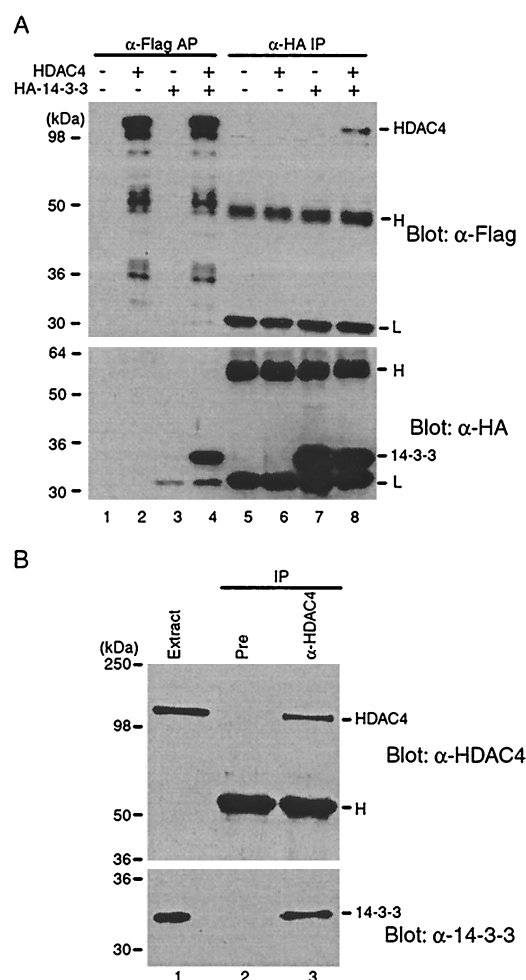 A
α-Flag AP α-HA IP
HDAC4 - + - + - + - +
HA-14-3-3 - - + + - - + +
(kDa)
98
HDAC4
50
H
Blot: α-Flag
36
30
L
64
H
50
Blot: α-HA
36
14-3-3
L
30
1 2 3 4 5 6 7 8
B
IP
Extract Pre α-HDAC4
(kDa)
250
HDAC4
98
Blot: α-HDAC4
H
50
36
36
14-3-3
Blot: α-14-3-3
30
1 2 3